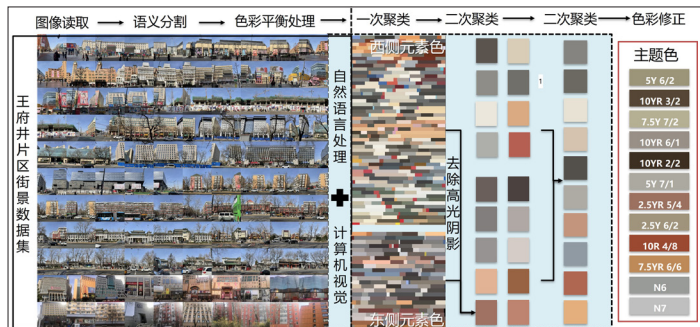 图像读取
语义分割
色彩平衡处理
一次聚类
二次聚类
二次聚类
色彩修正
王府井片区街景数据集
自然语言处理
计算机视觉
西侧元素色
东侧元素色
去除高光阴影
1
主题色
5Y 6/2
10YR 3/2
7.5Y 7/2
10YR 6/1
10YR 2/2
5Y 7/1
2.5YR 5/4
2.5Y 6/2
10R 4/8
7.5YR 6/6
N6
N7